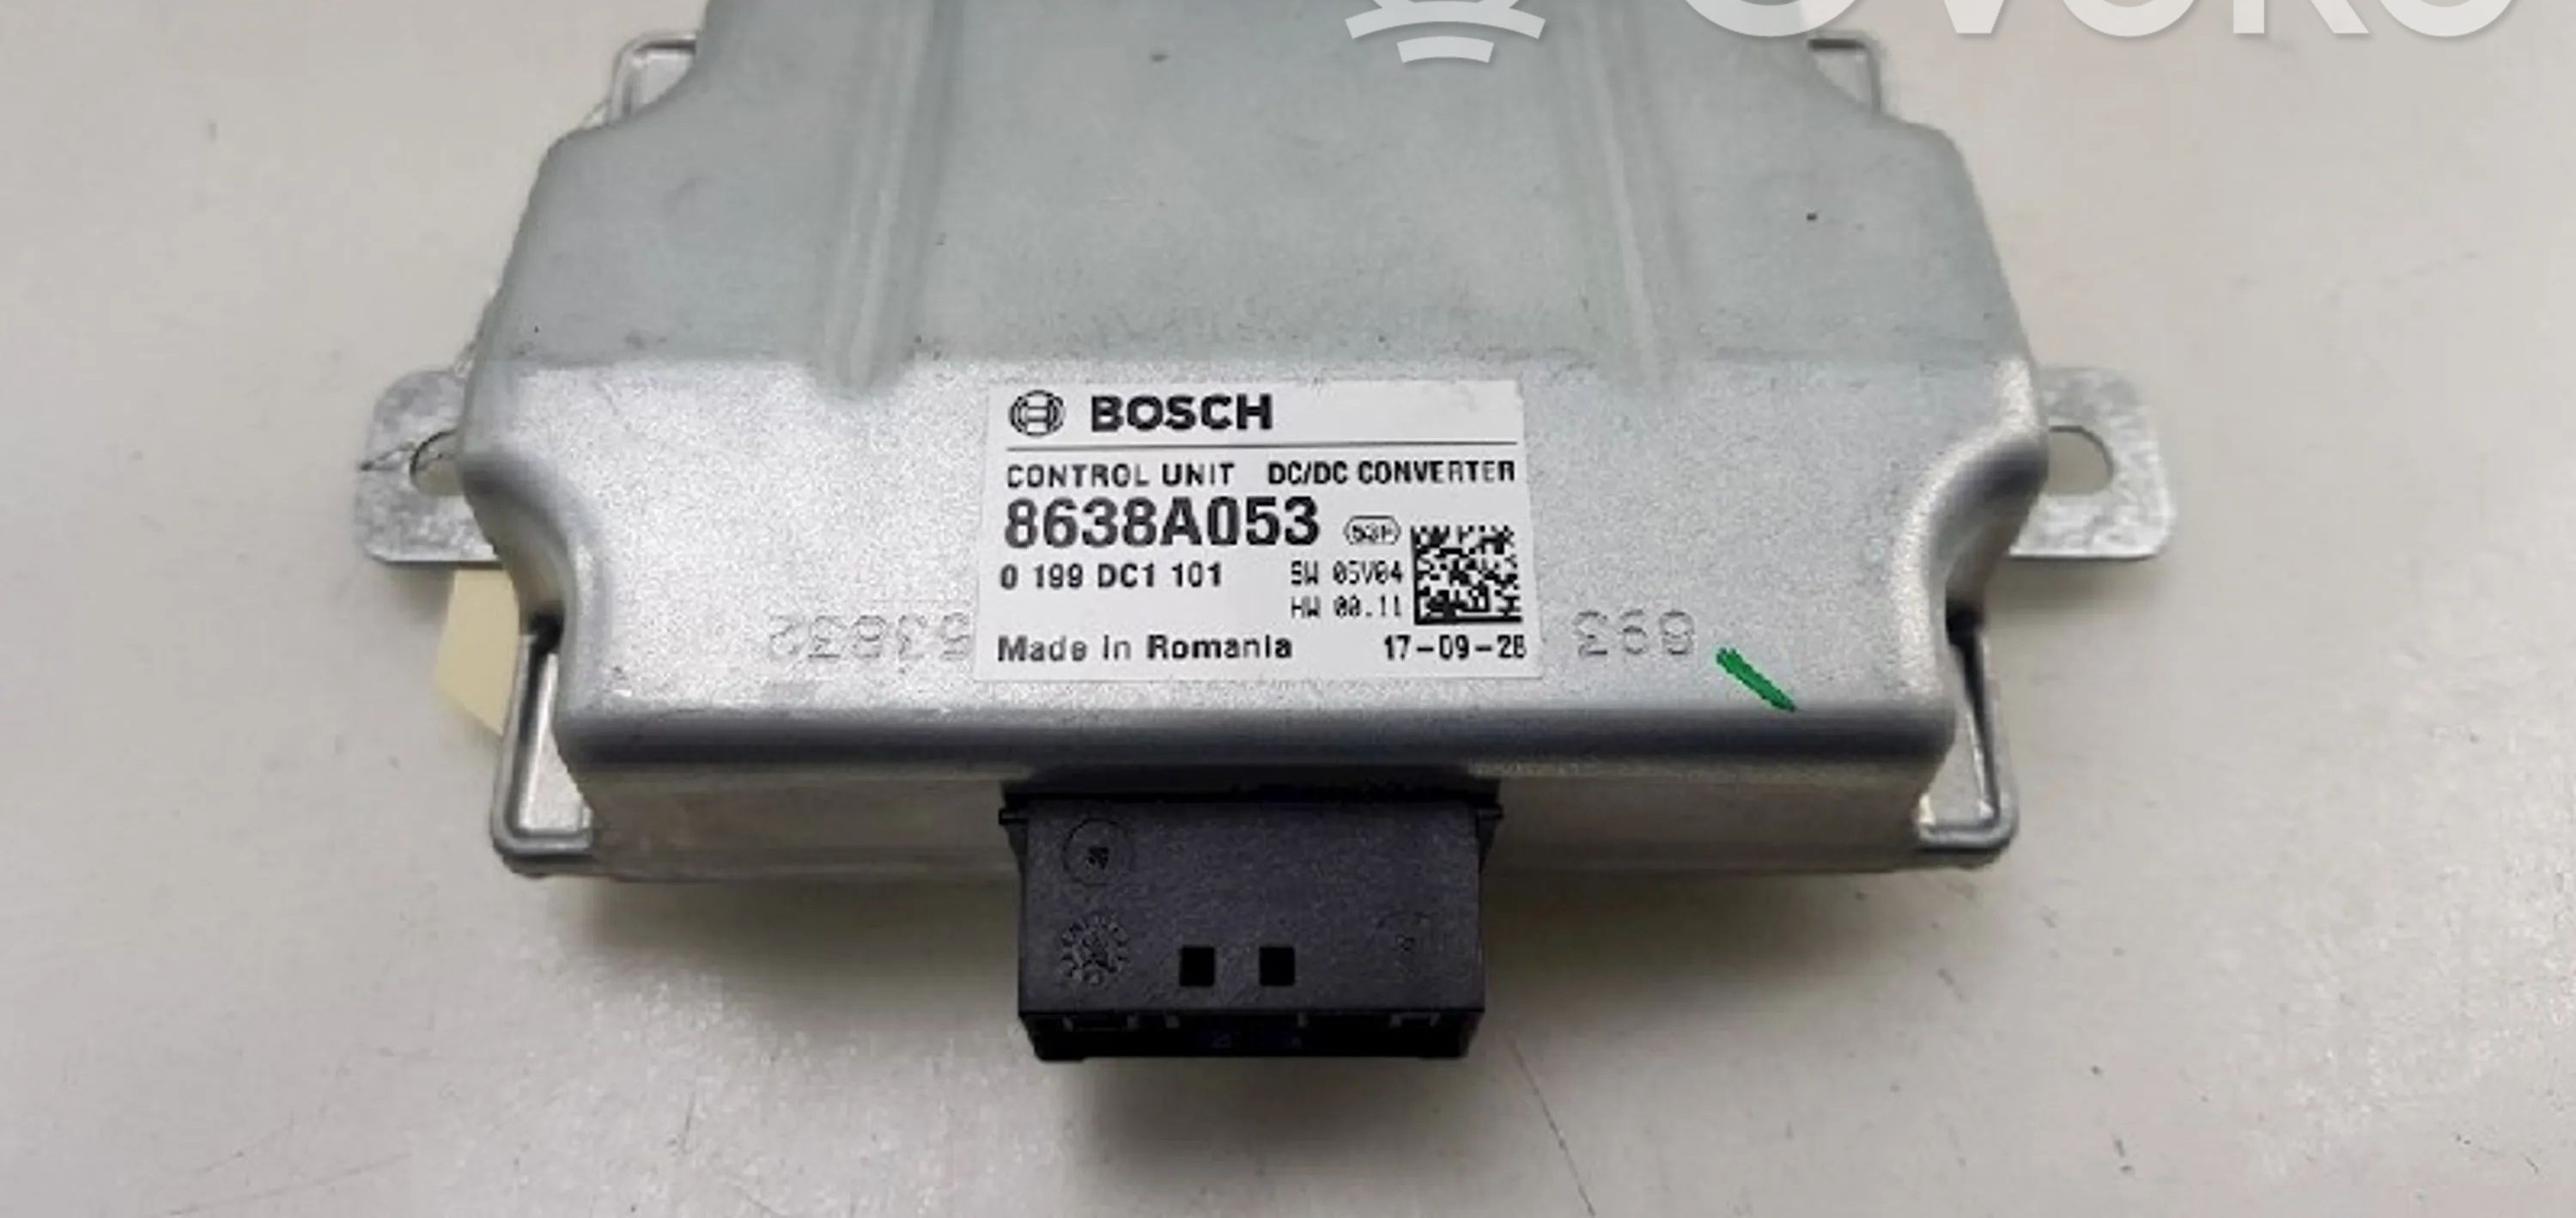 BOSCH
CONTROL UNIT DC/DC CONVERTER
8638A053
0 199 DC1 101
SW 05V04
HW 00.11
Made in Romania 17-09-28